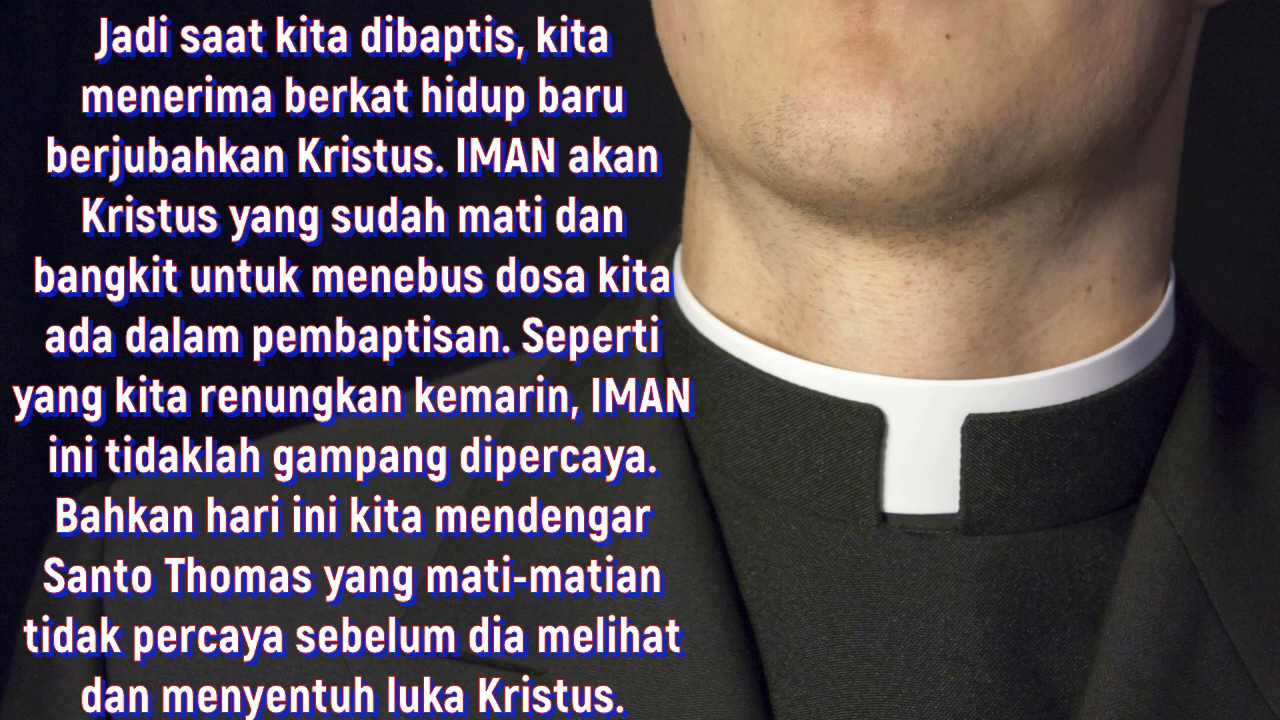 Jadi saat kita dibaptis, kita
menerima berkat hidup baru
berjubahkan Kristus. IMAN akan
Kristus yang sudah mati dan
bangkit untuk menebus dosa kita
ada dalam pembaptisan. Seperti
yang kita renungkan kemarin, IMAN
ini tidaklah gampang dipercaya.
Bahkan hari ini kita mendengar
Santo Thomas yang mati-matian
tidak percaya sebelum dia melihat
dan menyentuh luka Kristus.